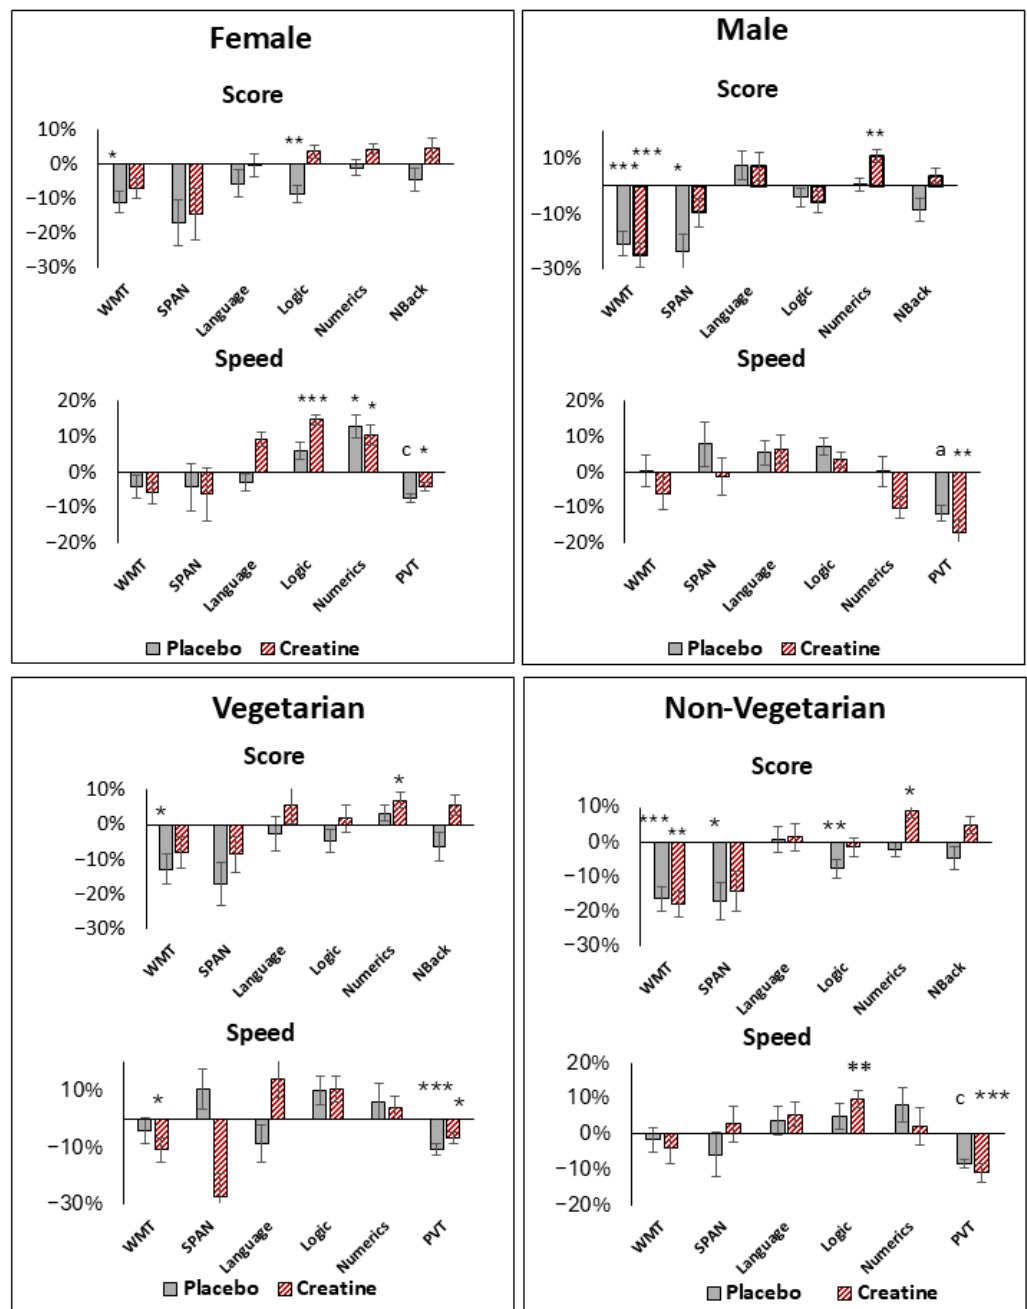 Female
Score
10%
0%
−10%
−20%
−30%
* **
WMT SPAN Language Logic Numerics NBack
Speed
20%
10%
0%
−10%
−20%
*** * * c *
WMT SPAN Language Logic Numerics PVT
Placebo Creatine
Male
Score
10%
−10%
−30%
*** *** * **
WMT SPAN Language Logic Numerics NBack
Speed
20%
10%
0%
−10%
−20%
a **
WMT SPAN Language Logic Numerics PVT
Placebo Creatine
Vegetarian
Score
10%
0%
−10%
−20%
−30%
* *
WMT SPAN Language Logic Numerics NBack
Speed
10%
−10%
−30%
* *** *
WMT SPAN Language Logic Numerics PVT
Placebo Creatine
Non-Vegetarian
Score
10%
0%
−10%
−20%
−30%
*** ** * ** *
WMT SPAN Language Logic Numerics NBack
Speed
20%
10%
0%
−10%
−20%
** c ***
WMT SPAN Language Logic Numerics PVT
Placebo Creatine